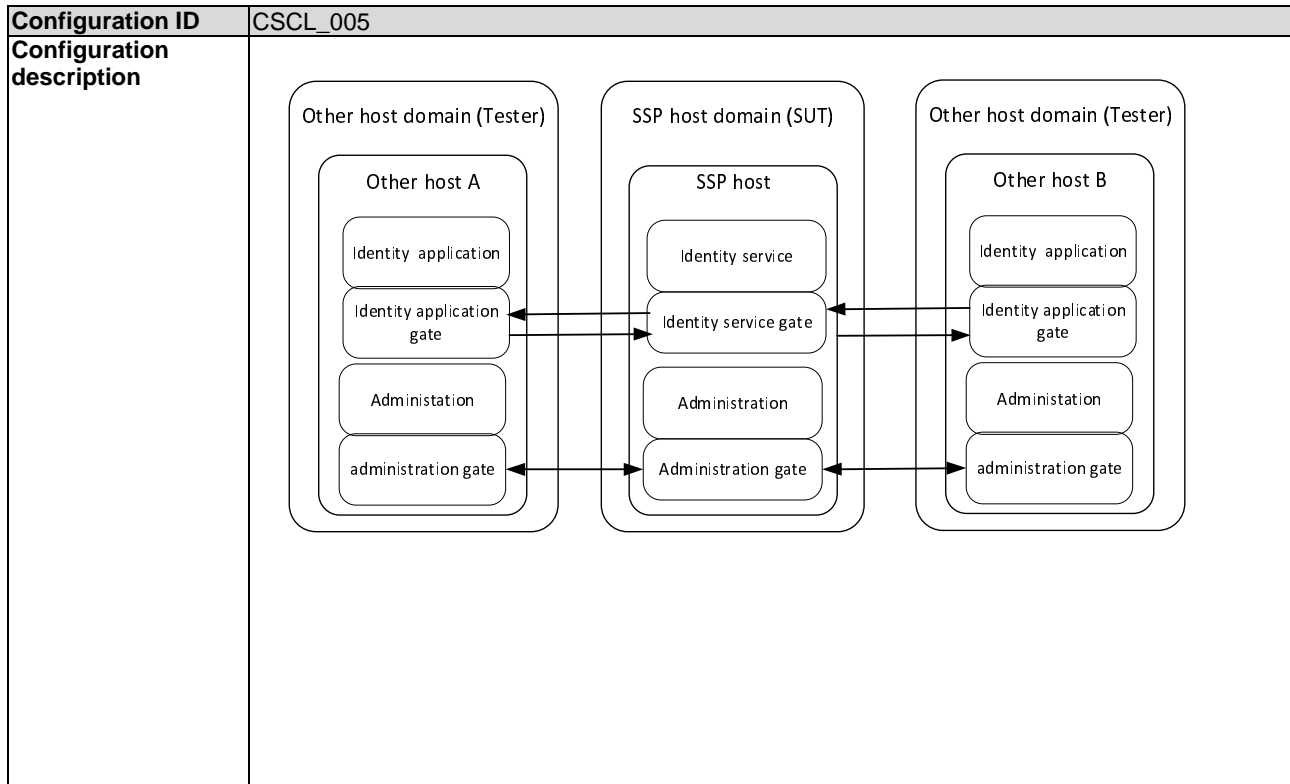 Configuration ID CSCL_005
Configuration
description
Other host domain (Tester)
Other host A
Identity application
Identity application
gate
Administation
administration gate
SSP host domain (SUT)
SSP host
Identity service
Identity service gate
Administration
Administration gate
Other host domain (Tester)
Other host B
Identity application
Identity application
gate
Administation
administration gate